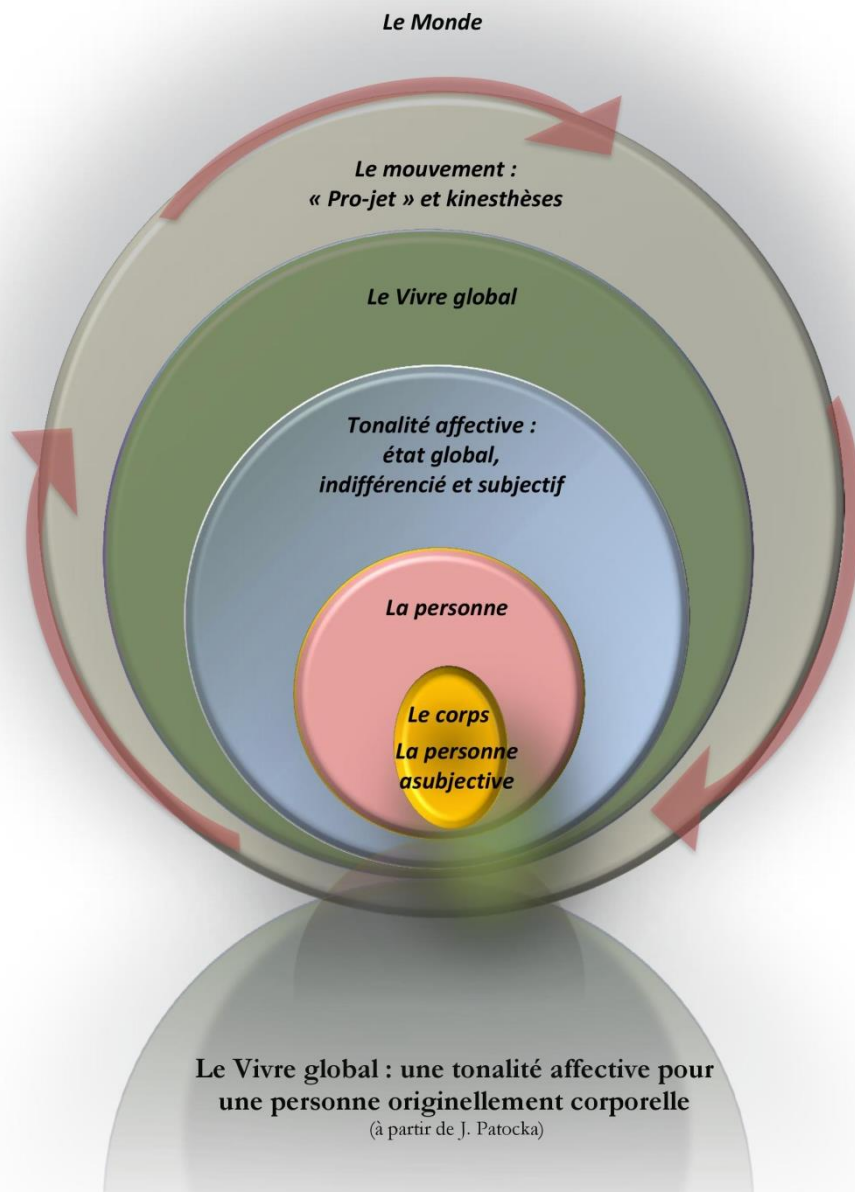 Le Monde
Le mouvement :
« Pro-jet » et kinesthèses
Le Vivre global
Tonalité affective :
état global,
indifférencié et subjectif
La personne
Le corps
La personne
asubjective
Le Vivre global : une tonalité affective pour
une personne originellement corporelle
(à partir de J. Patocka)